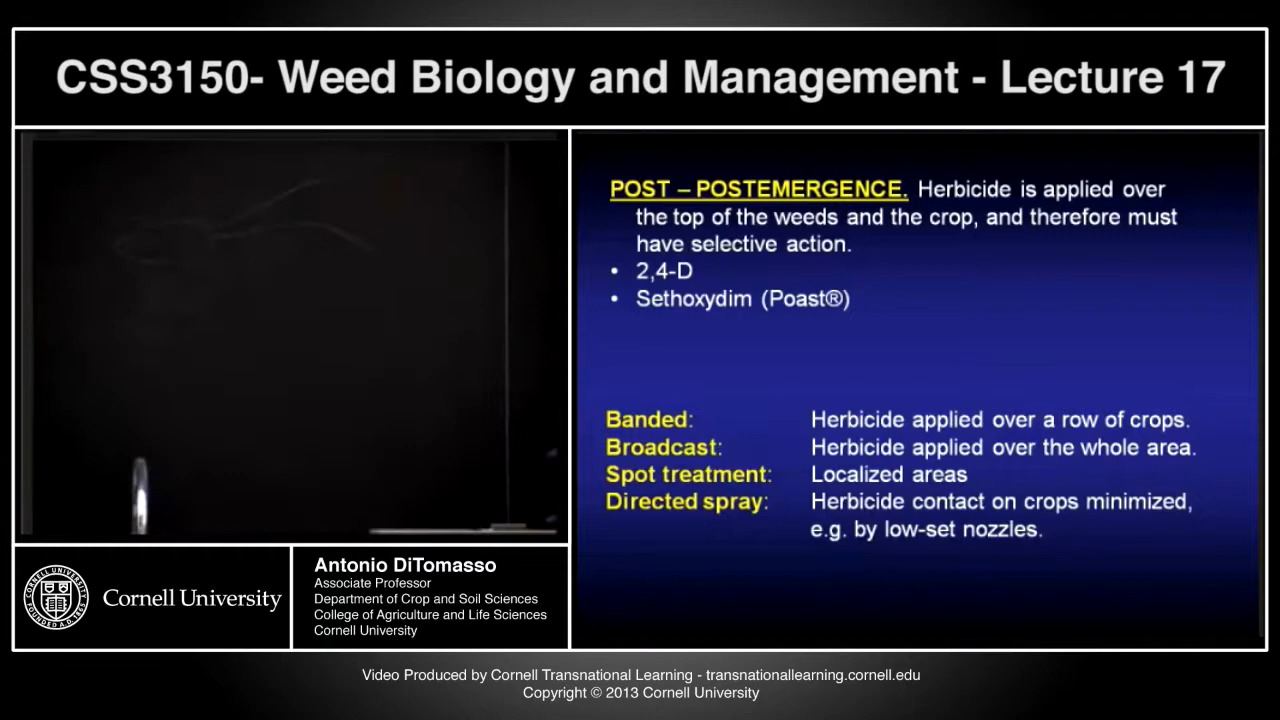 CSS3150- Weed Biology and Management - Lecture 17
POST – POSTEMERGENCE. Herbicide is applied over
the top of the weeds and the crop, and therefore must
have selective action.
• 2,4-D
• Sethoxydim (Poast®)
Banded: Herbicide applied over a row of crops.
Broadcast: Herbicide applied over the whole area.
Spot treatment: Localized areas
Directed spray: Herbicide contact on crops minimized,
e.g. by low-set nozzles.
Cornell University
Antonio DiTomasso
Associate Professor
Department of Crop and Soil Sciences
College of Agriculture and Life Sciences
Cornell University
Video Produced by Cornell Transnational Learning - transnationallearning.cornell.edu
Copyright © 2013 Cornell University